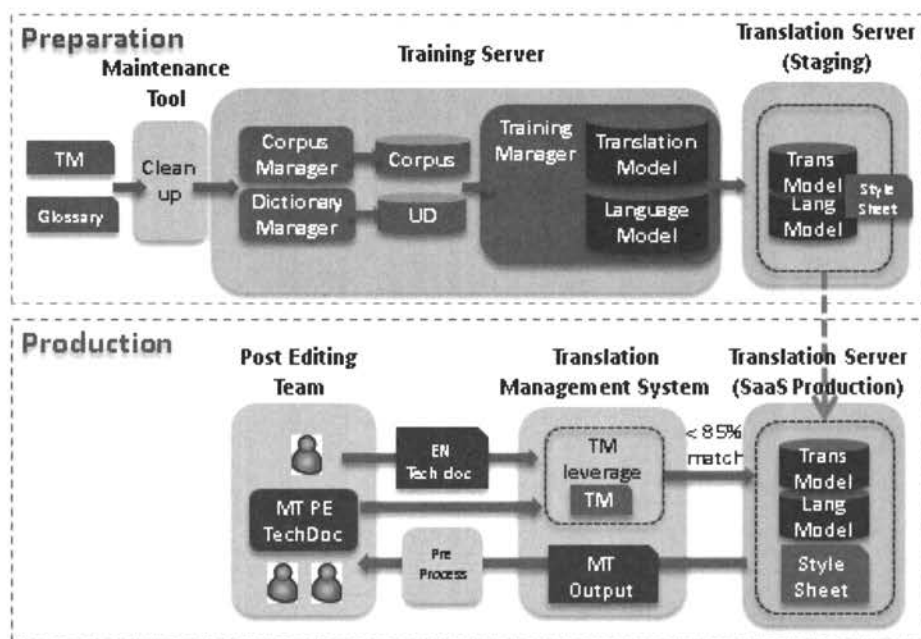 Preparation
Maintenance
Tool
Training Server
Translation Server
(Staging)
TM
Glossary
Clean
up
Corpus
Manager
Corpus
Dictionary
Manager
UD
Training
Manager
Translation
Model
Language
Model
Trans
Model
Lang
Model
Style
Sheet
Production
Post Editing
Team
Translation
Management System
Translation Server
(SaaS Production)
EN
Tech doc
TM
leverage
TM
< 85%
match
Trans
Model
Lang
Model
Style
Sheet
MT PE
TechDoc
Pre
Process
MT
Output